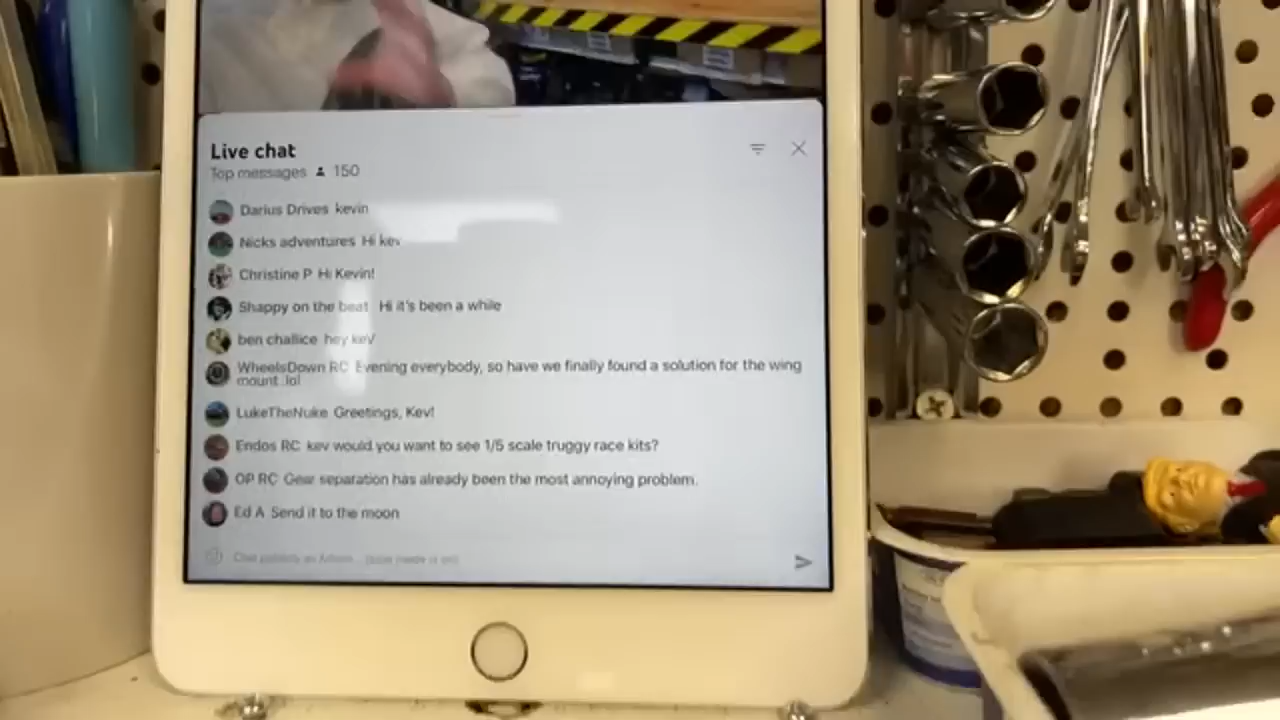 Live chat
Top messages 150
Darius Drives kevin
Nicks adventures Hi kev
Christine P Hi Kevin!
Shappy on the beat Hi it's been a while
ben challice hey keV
WheelsDown RC Evening everybody, so have we finally found a solution for the wing
mount .lol
LukeTheNuke Greetings, Kev!
Endos RC kev would you want to see 1/5 scale truggy race kits?
OP RC Gear separation has already been the most annoying problem.
Ed A Send it to the moon
Chat publicly as